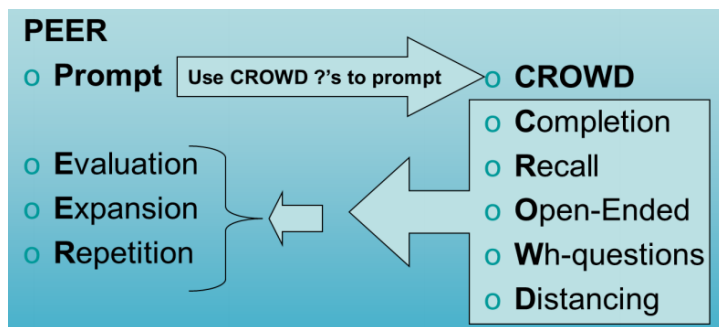 PEER
o Prompt
Use CROWD ?'s to prompt
o CROWD
o Completion
o Recall
o Open-Ended
o Wh-questions
o Distancing
o Evaluation
o Expansion
o Repetition